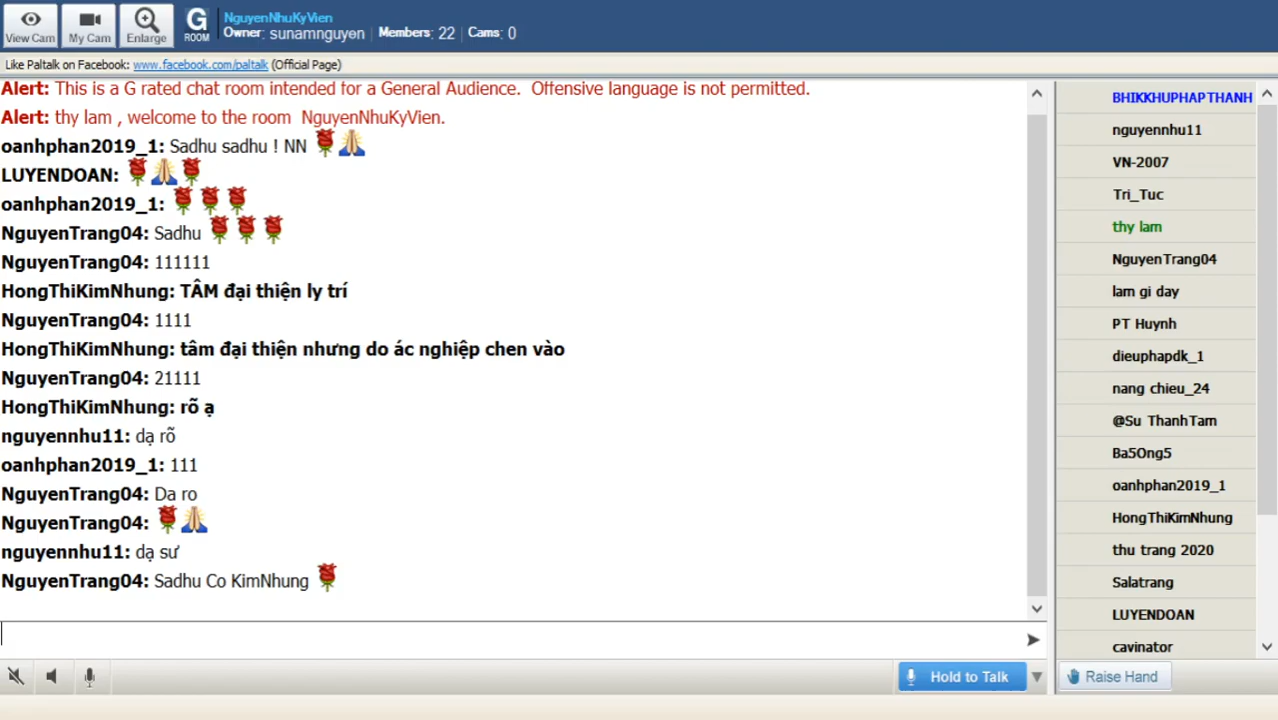 NguyenNhuKyVien
G
ROOM
Owner: sunamnguyen | Members: 22 | Cams: 0
View Cam
My Cam
Enlarge
Like Paltalk on Facebook: www.facebook.com/paltalk (Official Page)
Alert: This is a G rated chat room intended for a General Audience. Offensive language is not permitted.
Alert: thy lam , welcome to the room NguyenNhuKyVien.
oanhphan2019_1: Sadhu sadhu ! NN
LUYENDOAN:
oanhphan2019_1:
NguyenTrang04: Sadhu
NguyenTrang04: 111111
HongThiKimNhung: TÂM đại thiện ly trí
NguyenTrang04: 1111
HongThiKimNhung: tâm đại thiện nhưng do ác nghiệp chen vào
NguyenTrang04: 21111
HongThiKimNhung: rõ ạ
nguyennhu11: dạ rõ
oanhphan2019_1: 111
NguyenTrang04: Da ro
NguyenTrang04:
nguyennhu11: dạ sư
NguyenTrang04: Sadhu Co KimNhung
BHIKKHUPHAPTHANH
nguyennhu11
VN-2007
Tri_Tuc
thy lam
NguyenTrang04
lam gi day
PT Huynh
dieuphapdk_1
nang chieu_24
@Su ThanhTam
Ba5Ong5
oanhphan2019_1
HongThiKimNhung
thu trang 2020
Salatrang
LUYENDOAN
cavinator
Hold to Talk
Raise Hand